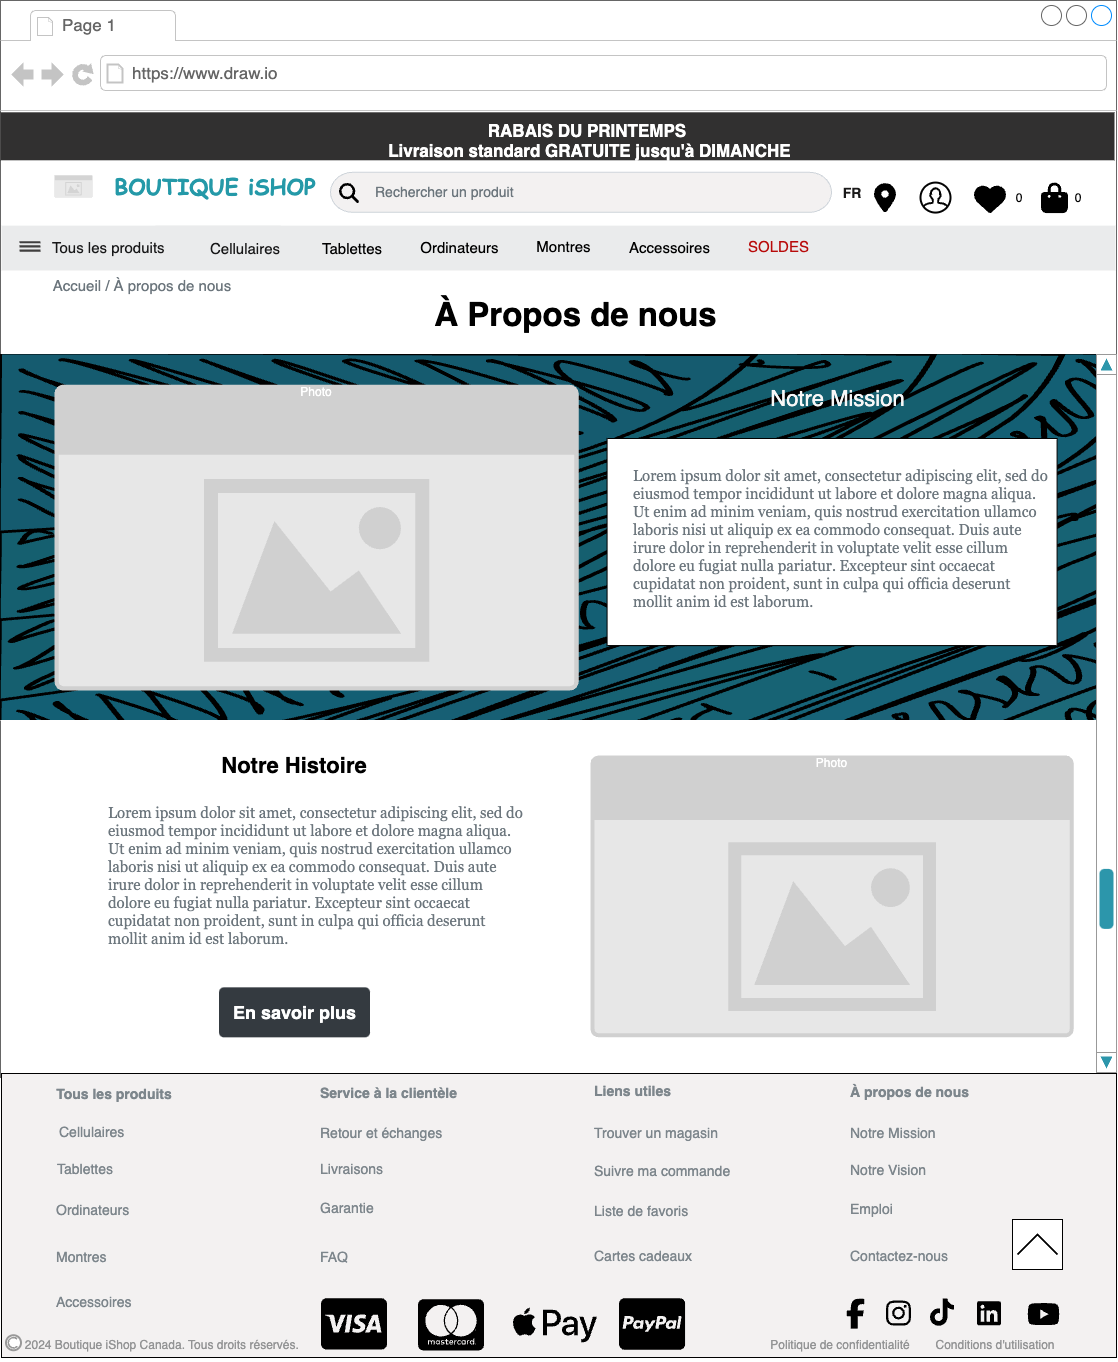 Page 1
https://www.draw.io
RABAIS DU PRINTEMPS
Livraison standard GRATUITE jusqu'à DIMANCHE
BOUTIQUE iSHOP
Rechercher un produit
FR
0
0
Tous les produits
Cellulaires
Tablettes
Ordinateurs
Montres
Accessoires
SOLDES
Accueil / À propos de nous
À Propos de nous
Photo
Notre Mission
Lorem ipsum dolor sit amet, consectetur adipiscing elit, sed do
eiusmod tempor incididunt ut labore et dolore magna aliqua.
Ut enim ad minim veniam, quis nostrud exercitation ullamco
laboris nisi ut aliquip ex ea commodo consequat. Duis aute
irure dolor in reprehenderit in voluptate velit esse cillum
dolore eu fugiat nulla pariatur. Excepteur sint occaecat
cupidatat non proident, sunt in culpa qui officia deserunt
mollit anim id est laborum.
Notre Histoire
Lorem ipsum dolor sit amet, consectetur adipiscing elit, sed do
eiusmod tempor incididunt ut labore et dolore magna aliqua.
Ut enim ad minim veniam, quis nostrud exercitation ullamco
laboris nisi ut aliquip ex ea commodo consequat. Duis aute
irure dolor in reprehenderit in voluptate velit esse cillum
dolore eu fugiat nulla pariatur. Excepteur sint occaecat
cupidatat non proident, sunt in culpa qui officia deserunt
mollit anim id est laborum.
En savoir plus
Photo
Tous les produits
Cellulaires
Tablettes
Ordinateurs
Montres
Accessoires
Service à la clientèle
Retour et échanges
Livraisons
Garantie
FAQ
Liens utiles
Trouver un magasin
Suivre ma commande
Liste de favoris
Cartes cadeaux
À propos de nous
Notre Mission
Notre Vision
Emploi
Contactez-nous
VISA
mastercard.
Pay
PayPal
in
© 2024 Boutique iShop Canada. Tous droits réservés.
Politique de confidentialité
Conditions d'utilisation